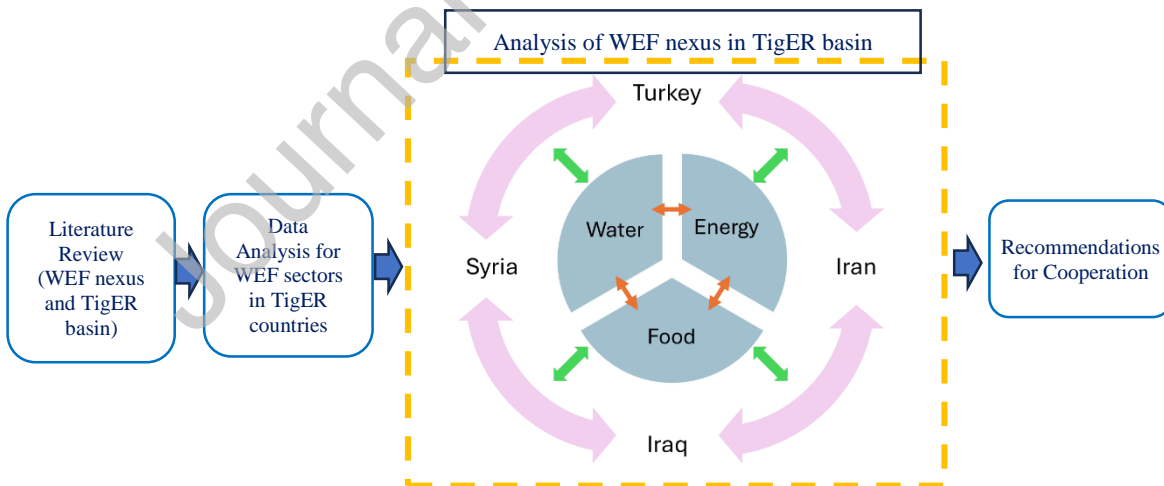 Analysis of WEF nexus in TigER basin
Turkey
Literature
Review
(WEF nexus
and TigER
basin)
Data
Analysis for
WEF sectors
in TigER
countries
Water
Energy
Food
Syria
Iran
Iraq
Recommendations
for Cooperation
Journal